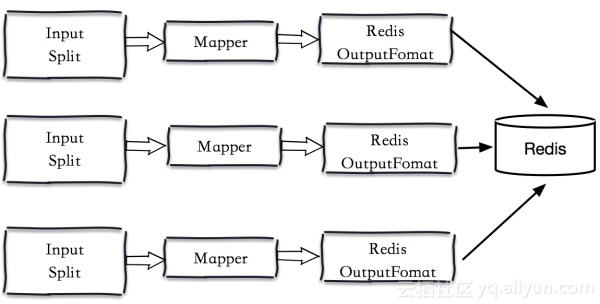 Input
Split
Mapper
Redis
OutputFomat
Input
Split
Mapper
Redis
OutputFomat
Redis
Input
Split
Mapper
Redis
OutputFomat
云栖社区 yq.aliyun.com